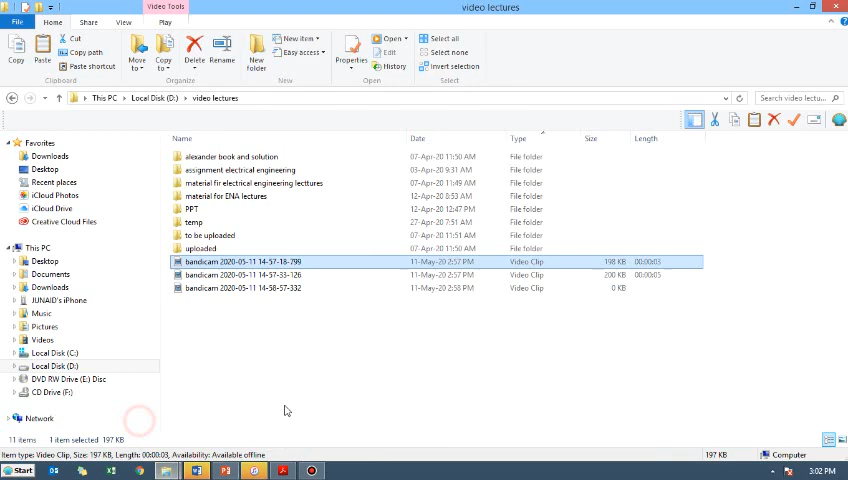 Video Tools
video lectures
File
Home
Share
View
Play
Copy
Paste
Cut
Copy path
Paste shortcut
Clipboard
Move to
Copy to
Delete
Rename
Organize
New folder
New item
Easy access
New
Properties
Open
Edit
History
Open
Select all
Select none
Invert selection
Select
This PC
Local Disk (D:)
video lectures
Search video lectu...
Name
Date
Type
Size
Length
Favorites
Downloads
Desktop
Recent places
iCloud Photos
iCloud Drive
Creative Cloud Files
This PC
Desktop
Documents
Downloads
JUNAID's iPhone
Music
Pictures
Videos
Local Disk (C:)
Local Disk (D:)
DVD RW Drive (E:) Disc
CD Drive (F:)
Network
alexander book and solution 07-Apr-20 11:50 AM File folder
assignment electrical engineering 03-Apr-20 9:31 AM File folder
material fir electrical engineering lecttures 07-Apr-20 11:49 AM File folder
material for ENA lectures 12-Apr-20 8:53 AM File folder
PPT 12-Apr-20 12:47 PM File folder
temp 27-Apr-20 7:51 AM File folder
to be uploaded 07-Apr-20 11:51 AM File folder
uploaded 07-Apr-20 11:50 AM File folder
bandicam 2020-05-11 14-57-18-799 11-May-20 2:57 PM Video Clip 198 KB 00:00:03
bandicam 2020-05-11 14-57-33-126 11-May-20 2:57 PM Video Clip 200 KB 00:00:05
bandicam 2020-05-11 14-58-57-332 11-May-20 2:58 PM Video Clip 0 KB
11 items 1 item selected 197 KB
Item type: Video Clip, Size: 197 KB, Length: 00:00:03, Availability: Available offline
197 KB
Computer
Start
3:02 PM